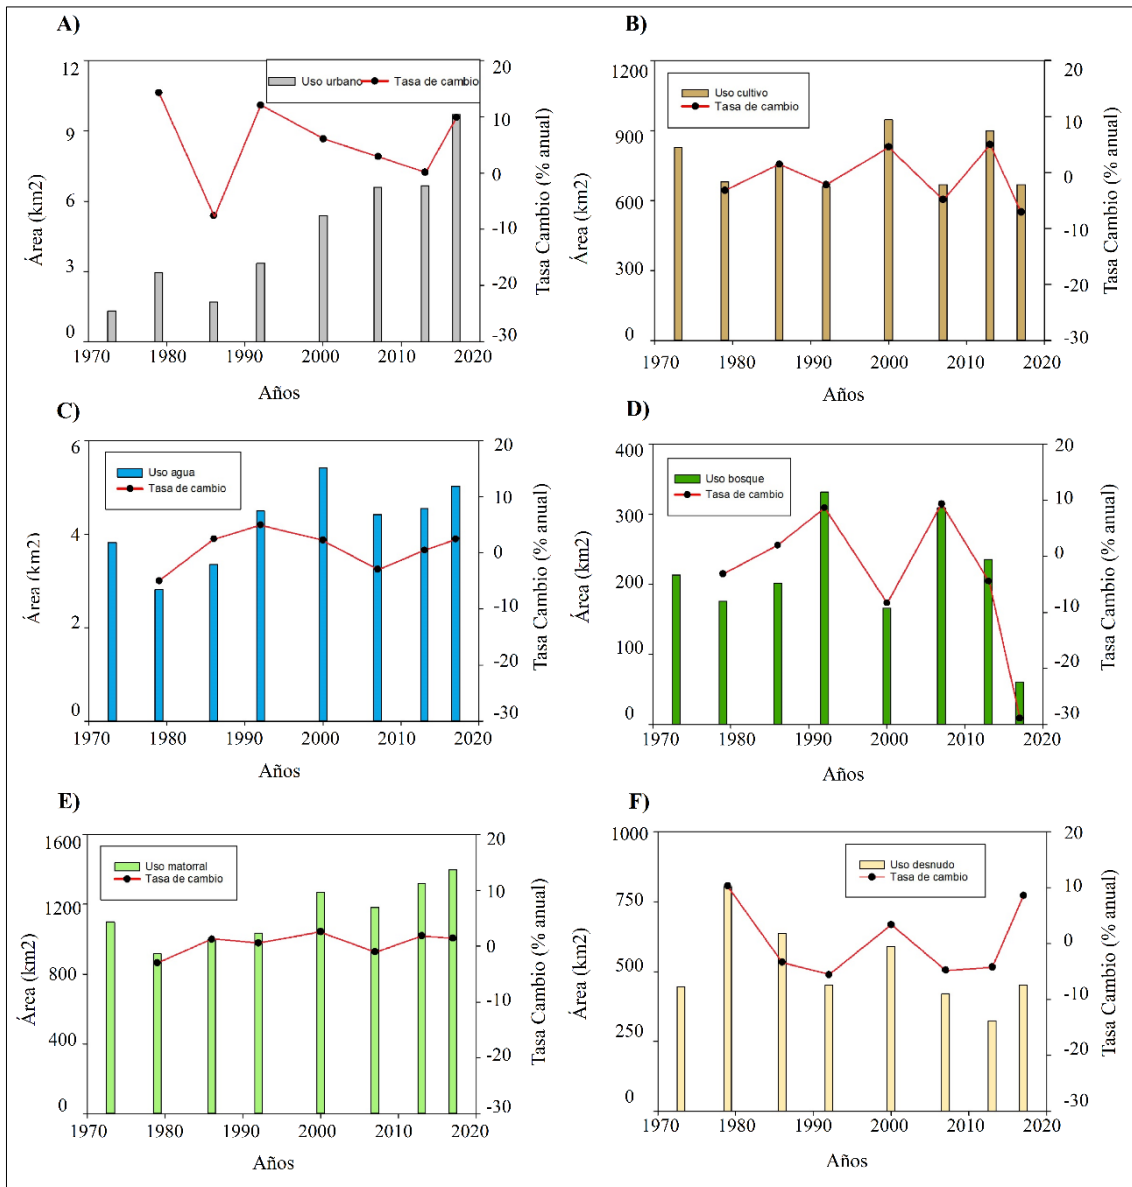 A)
12
9
6
3
0
Área (km2)
Uso urbano Tasa de cambio
20
10
0
-10
-20
-30
Tasa Cambio (% anual)
1970 1980 1990 2000 2010 2020
Años
B)
1200
900
600
300
0
Área (km2)
Uso cultivo
Tasa de cambio
20
10
0
-10
-20
-30
Tasa Cambio (% anual)
1970 1980 1990 2000 2010 2020
Años
C)
6
4
2
0
Área (km2)
Uso agua
Tasa de cambio
20
10
0
-10
-20
-30
Tasa Cambio (% anual)
1970 1980 1990 2000 2010 2020
Años
D)
400
300
200
100
0
Área (km2)
Uso bosque
Tasa de cambio
20
10
0
-10
-20
-30
Tasa Cambio (% anual)
1970 1980 1990 2000 2010 2020
Años
E)
1600
1200
800
400
0
Área (km2)
Uso matorral
Tasa de cambio
20
10
0
-10
-20
-30
Tasa Cambio (% anual)
1970 1980 1990 2000 2010 2020
Años
F)
1000
750
500
250
0
Área (km2)
Uso desnudo
Tasa de cambio
20
10
0
-10
-20
-30
Tasa Cambio (% anual)
1970 1980 1990 2000 2010 2020
Años